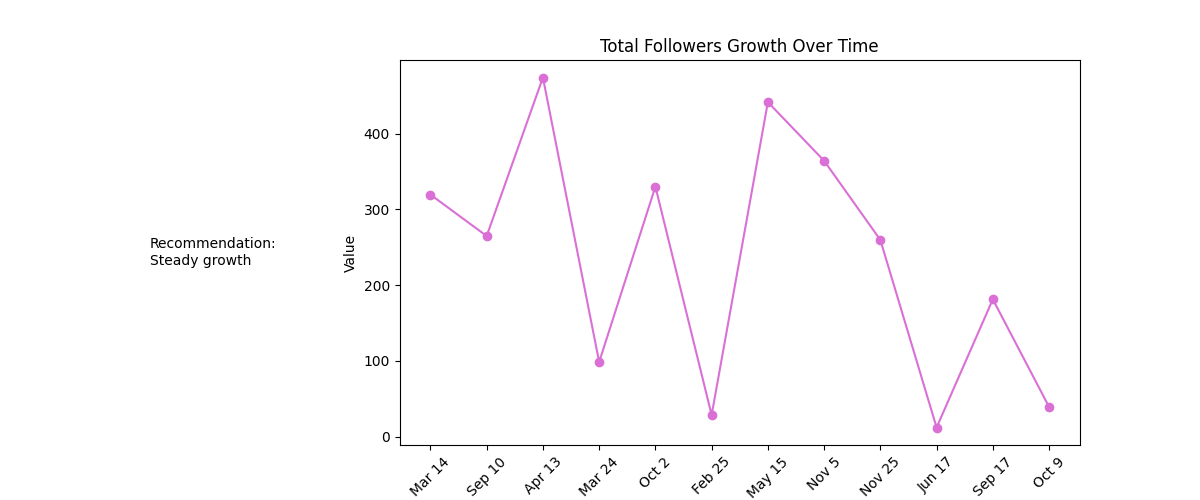 Total Followers Growth Over Time
Recommendation:
Steady growth
Value
400
300
200
100
0
Mar 14
Sep 10
Apr 13
Mar 24
Oct 2
Feb 25
May 15
Nov 5
Nov 25
Jun 17
Sep 17
Oct 9